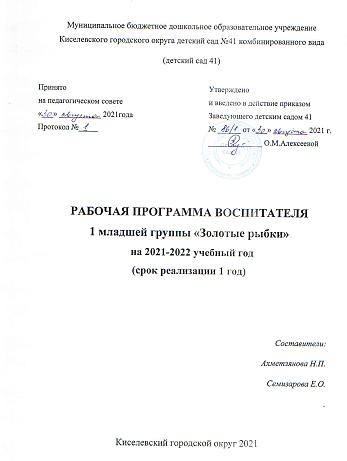 Муниципальное бюджетное дошкольное образовательное учреждение
Киселевского городского округа детский сад №41 комбинированного вида
(детский сад 41)
Принято
на педагогическом совете
«30» августа 2021года
Протокол № 1
Утверждено
и введено в действие приказом
Заведующего детским садом 41
№ 86/1 от «30» августа 2021 г.
О.М.Алексеевой
РАБОЧАЯ ПРОГРАММА ВОСПИТАТЕЛЯ
1 младшей группы «Золотые рыбки»
на 2021-2022 учебный год
(срок реализации 1 год)
Составители:
Ахметзянова Н.П.
Семизарова Е.О.
.
Киселевский городской округ 2021